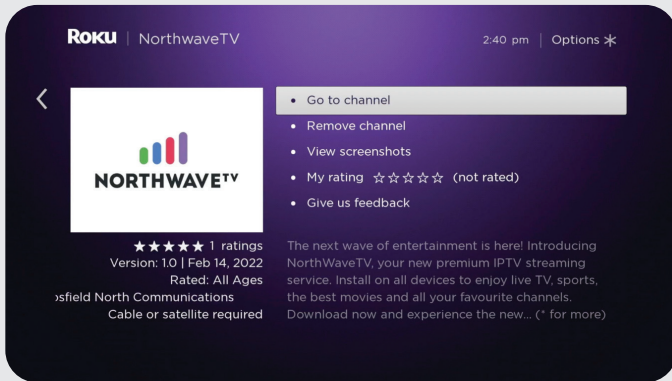 Roku | NorthwaveTV
2:40 pm | Options
Go to channel
Remove channel
View screenshots
My rating ☆☆☆☆☆ (not rated)
Give us feedback
NORTHWAVETV
★★★★★ 1 ratings
Version: 1.0 | Feb 14, 2022
Rated: All Ages
North Communications
Cable or satellite required
The next wave of entertainment is here! Introducing
NorthWaveTV, your new premium IPTV streaming
service. Install on all devices to enjoy live TV, sports,
the best movies and all your favourite channels.
Download now and experience the new... (* for more)